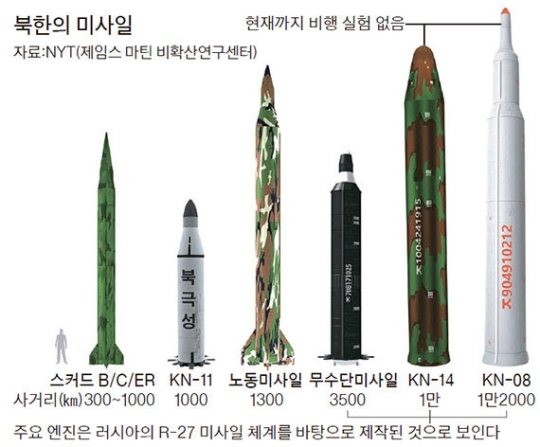 북한의 미사일
현재까지 비행 실험 없음
자료:NYT(제임스 마틴 비확산연구센터)
북극성
ㅈ760171025
ㅈ1004241915
ㅈ904910212
스커드 B/C/ER KN-11 노동미사일 무수단미사일 KN-14 KN-08
사거리(㎞) 300~1000 1000 1300 3500 1만 1만2000
주요 엔진은 러시아의 R-27 미사일 체계를 바탕으로 제작된 것으로 보인다